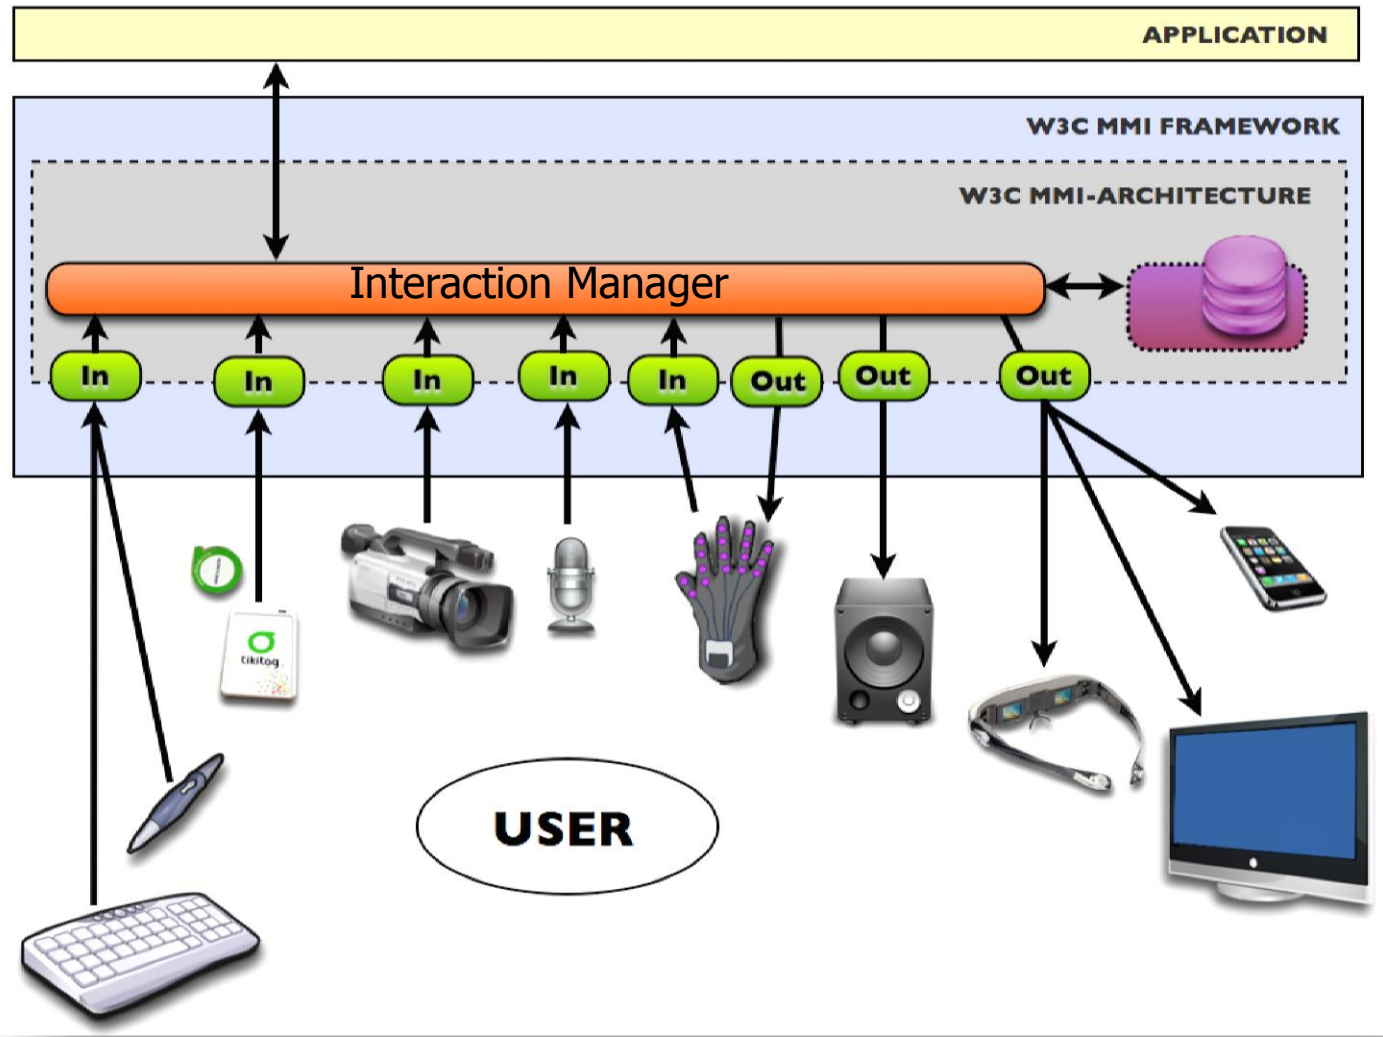 APPLICATION
W3C MMI FRAMEWORK
W3C MMI-ARCHITECTURE
Interaction Manager
In
In
In
In
In
Out
Out
Out
tikitag
USER